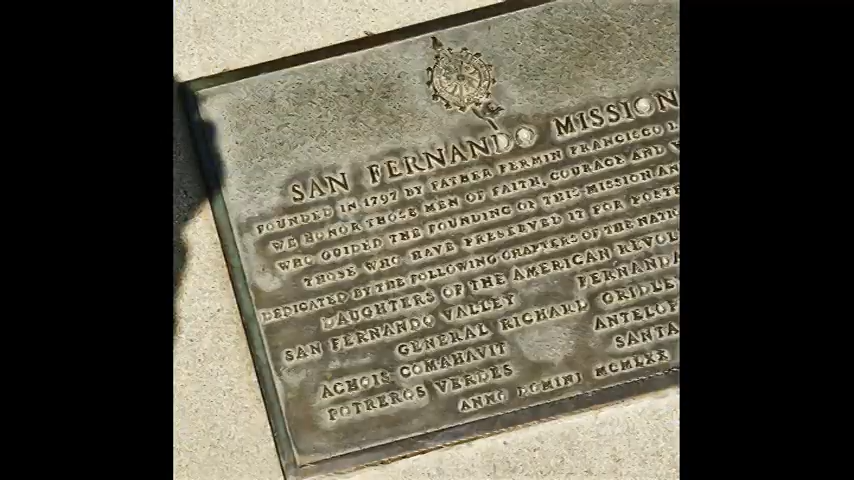 SAN FERNANDO MISSION
FOUNDED IN 1797 BY FATHER FERMIN FRANCISCO
WE HONOR THOSE MEN OF FAITH, COURAGE AND
WHO GUIDED THE FOUNDING OF THIS MISSION AN
THOSE WHO HAVE PRESERVED IT FOR POSTE
DEDICATED BY THE FOLLOWING CHAPTERS OF THE NATI
DAUGHTERS OF THE AMERICAN REVOL
SAN FERNANDO VALLEY FERNANDA
GENERAL RICHARD GRIDLE
ACHOIS COMAHAVIT ANTELOP
POTREROS VERDES SANTA
ANNO DOMINI MCMLXX